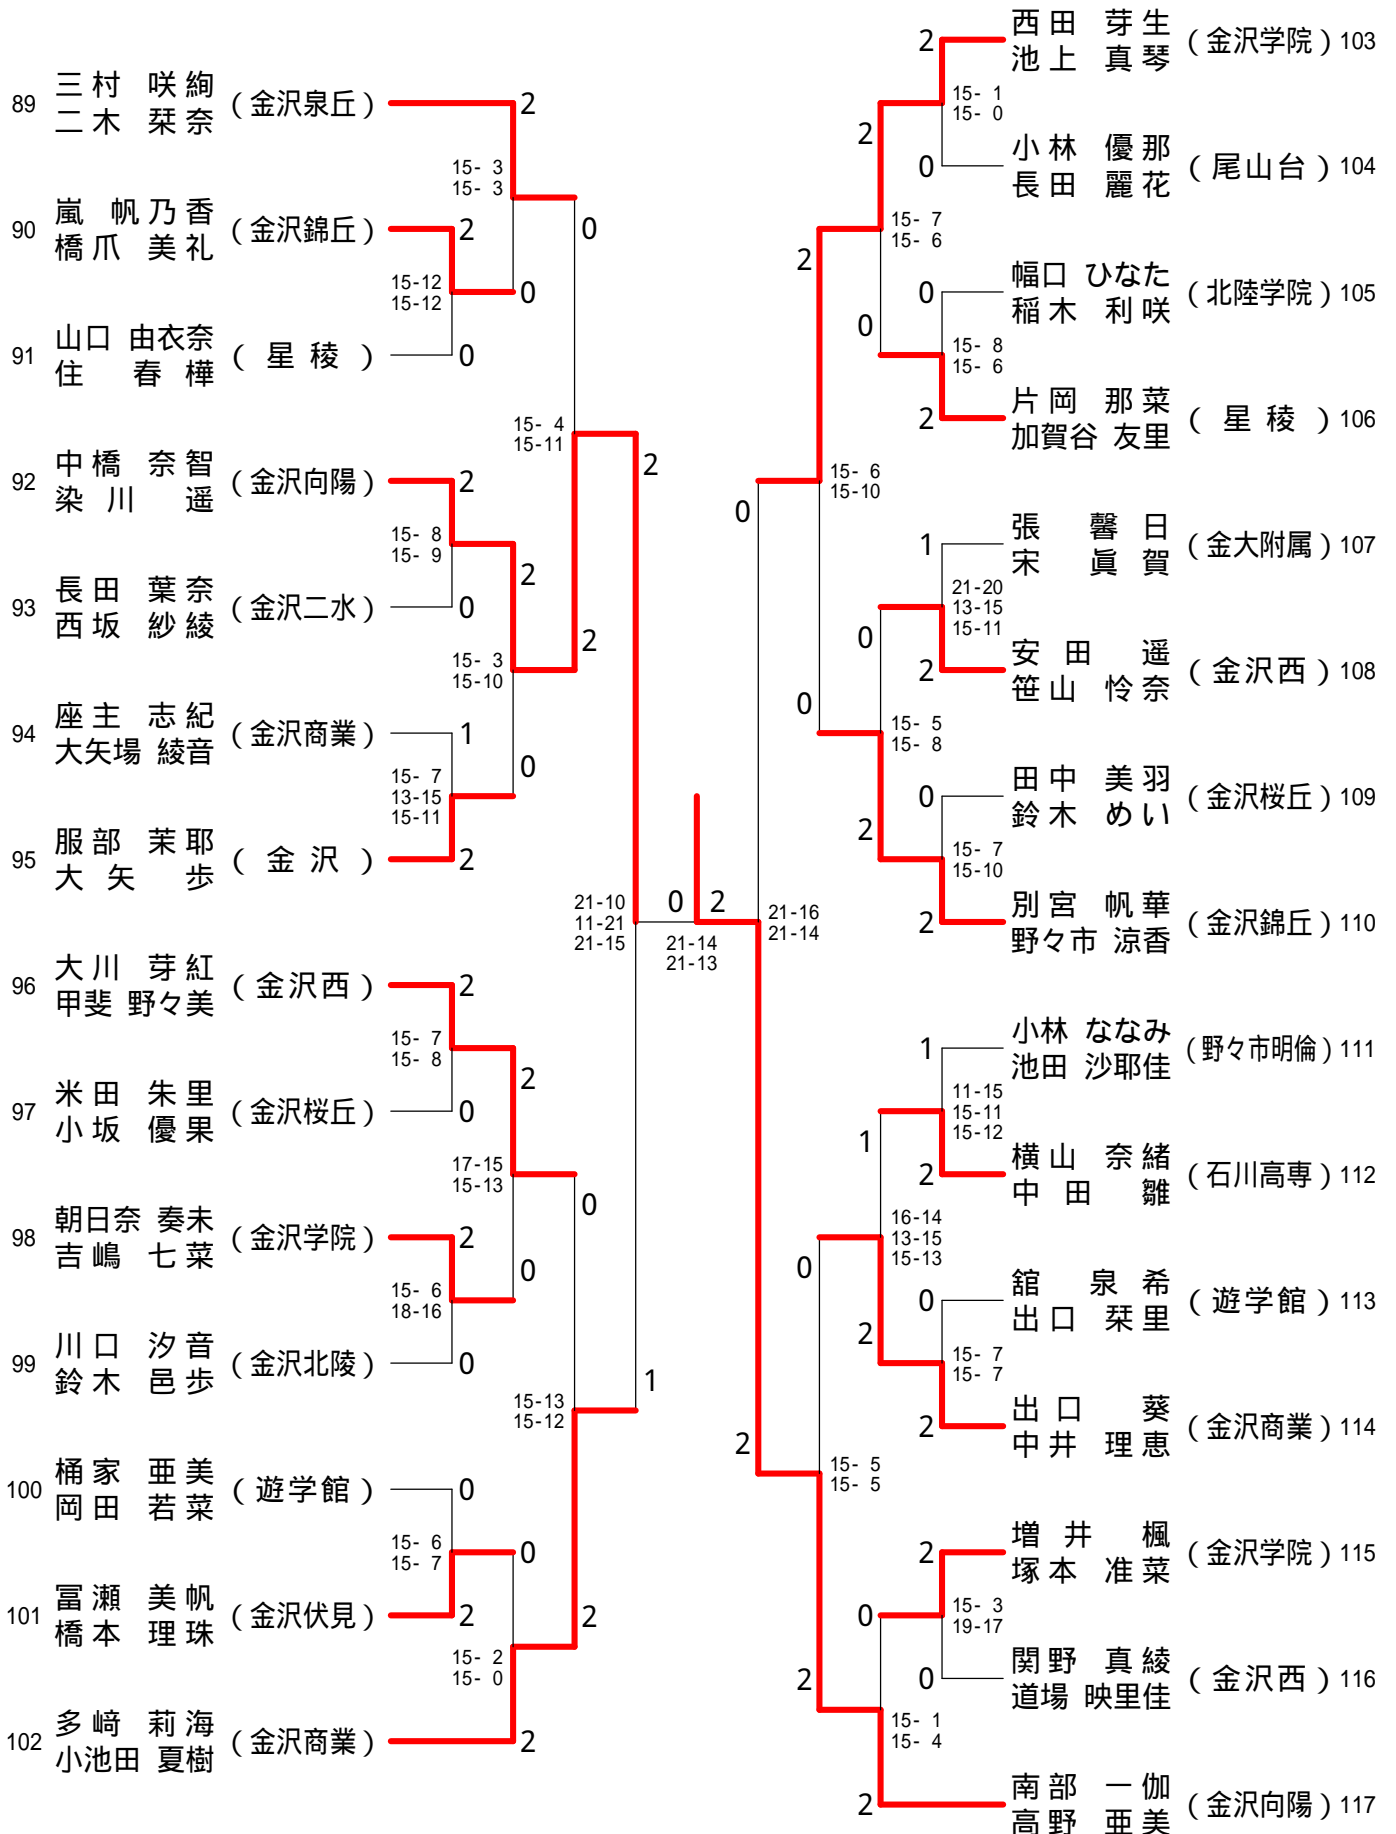 89 三村 咲絢 (金沢泉丘) 2
二木 栞奈
15- 3
15- 3
90 嵐 帆乃香 (金沢錦丘) 2
橋爪 美礼
0
15-12
15-12
0
91 山口 由衣奈 (星稜) 0
住 春樺
15- 4
15-11
2
92 中橋 奈智 (金沢向陽) 2
染川 遥
15- 8
15- 9
2
93 長田 葉奈 (金沢二水) 0
西坂 紗綾
2
15- 3
15-10
94 座主 志紀 (金沢商業) 1
大矢場 綾音
0
15- 7
13-15
15-11
95 服部 茉耶 (金沢) 2
大矢 歩
21-10
11-21
21-15
0 2
21-14
21-13
96 大川 芽紅 (金沢西) 2
甲斐 野々美
15- 7
15- 8
2
97 米田 朱里 (金沢桜丘) 0
小坂 優果
17-15
15-13
0
98 朝日奈 奏未 (金沢学院) 2
吉嶋 七菜
0
15- 6
18-16
99 川口 汐音 (金沢北陵) 0
鈴木 邑歩
1
15-13
15-12
100 桶家 亜美 (遊学館) 0
岡田 若菜
15- 6
15- 7
0
101 冨瀬 美帆 (金沢伏見) 2
橋本 理珠
2
15- 2
15- 0
102 多﨑 莉海 (金沢商業) 2
小池田 夏樹
2 西田 芽生 (金沢学院) 103
池上 真琴
15- 1
15- 0
2
0 小林 優那 (尾山台) 104
長田 麗花
15- 7
15- 6
2
0 幅口 ひなた (北陸学院) 105
稲木 利咲
0
15- 8
15- 6
2 片岡 那菜 (星稜) 106
加賀谷 友里
15- 6
15-10
0
1 張 馨日 (金大附属) 107
宋 眞賀
21-20
13-15
15-11
0
2 安田 遥 (金沢西) 108
笹山 怜奈
0
15- 5
15- 8
0 田中 美羽 (金沢桜丘) 109
鈴木 めい
2
15- 7
15-10
2 別宮 帆華 (金沢錦丘) 110
野々市 涼香
21-16
21-14
1 小林 ななみ (野々市明倫) 111
池田 沙耶佳
11-15
15-11
15-12
1
2 横山 奈緒 (石川高専) 112
中田 雛
16-14
13-15
15-13
0
0 舘 泉希 (遊学館) 113
出口 栞里
2
15- 7
15- 7
2 出口 葵 (金沢商業) 114
中井 理恵
2
15- 5
15- 5
2 増井 楓 (金沢学院) 115
塚本 准菜
0
15- 3
19-17
0 関野 真綾 (金沢西) 116
道場 映里佳
2
15- 1
15- 4
2 南部 一伽 (金沢向陽) 117
高野 亜美